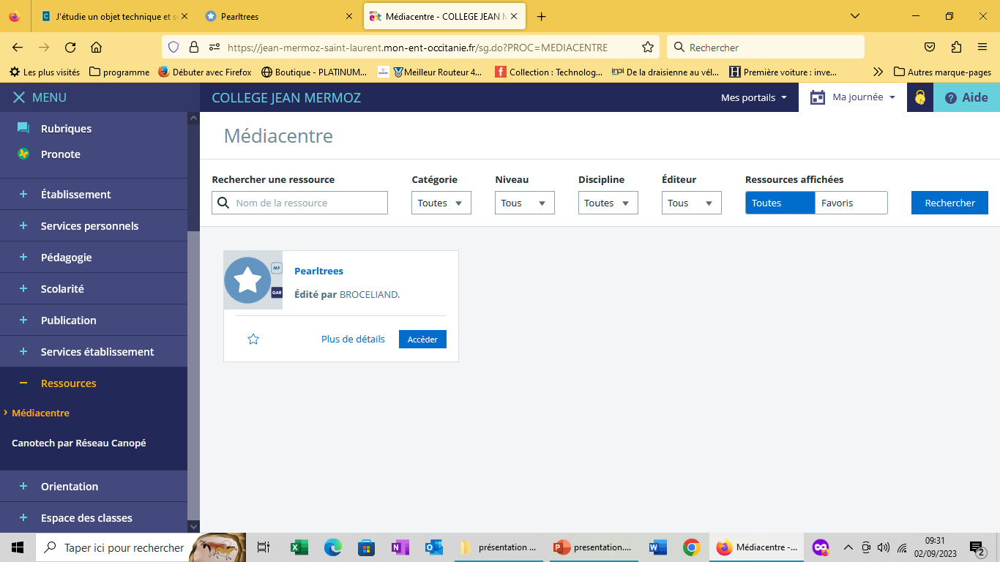 J'étudie un objet technique et s
Pearltrees
Médiacentre - COLLEGE JEAN M
https://jean-mermoz-saint-laurent.mon-ent-occitanie.fr/sg.do?PROC=MEDIACENTRE
Rechercher
Les plus visités
programme
Débuter avec Firefox
Boutique - PLATINUM...
Meilleur Routeur 4...
Collection : Technolog...
De la draisienne au vél...
Première voiture : inve...
Autres marque-pages
MENU
COLLEGE JEAN MERMOZ
Mes portails
Ma journée
Aide
Rubriques
Pronote
Établissement
Services personnels
Pédagogie
Scolarité
Publication
Services établissement
Ressources
Médiacentre
Canotech par Réseau Canopé
Orientation
Espace des classes
Médiacentre
Rechercher une ressource
Catégorie
Niveau
Discipline
Éditeur
Ressources affichées
Nom de la ressource
Toutes
Tous
Toutes
Tous
Toutes
Favoris
Rechercher
MF
GAR
Pearltrees
Édité par BROCELIAND.
Plus de détails
Accéder
Taper ici pour rechercher
présentation ...
presentation....
Médiacentre -...
09:31
02/09/2023
2